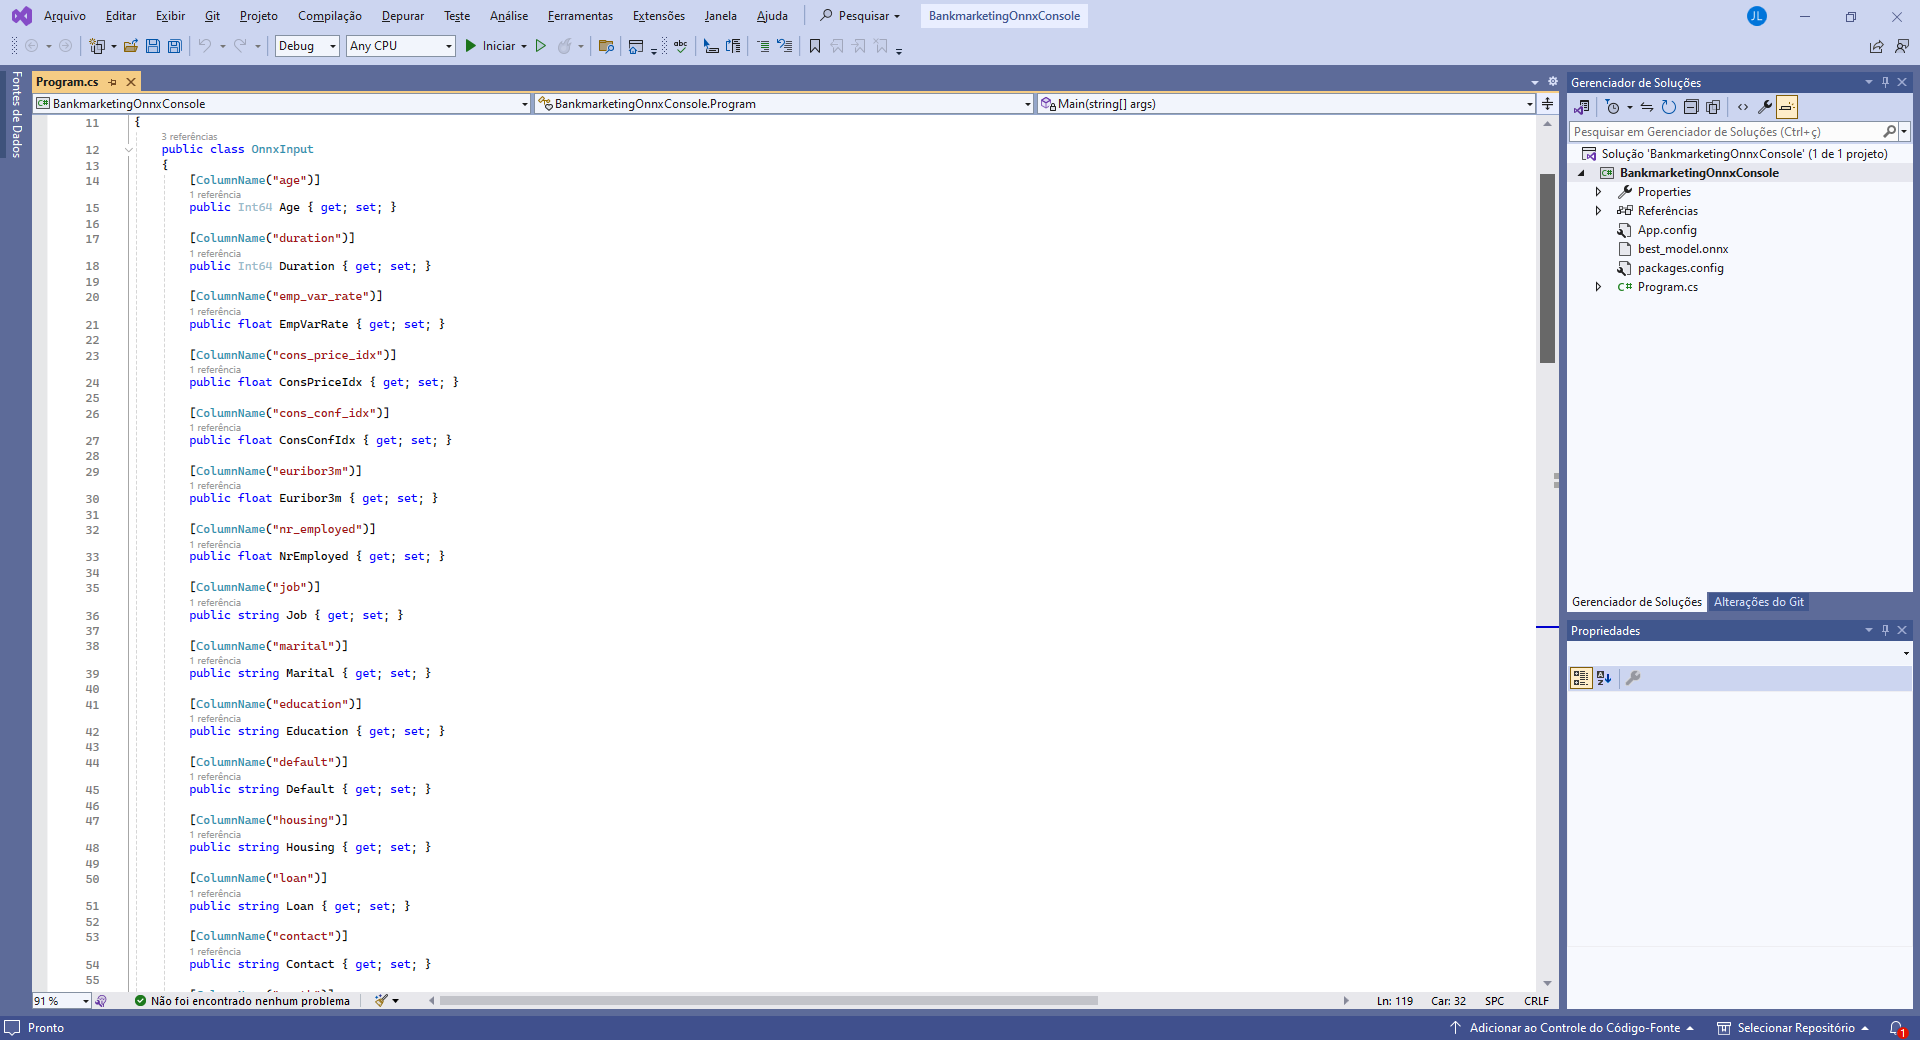 Arquivo Editar Exibir Git Projeto Compilação Depurar Teste Análise Ferramentas Extensões Janela Ajuda Pesquisar BankmarketingOnnxConsole JL
Debug Any CPU Iniciar
Fontes de Dados
Program.cs
BankmarketingOnnxConsole BankmarketingOnnxConsole.Program Main(string[] args)
11 {
3 referências
12 public class OnnxInput
13 {
14 [ColumnName("age")]
1 referência
15 public Int64 Age { get; set; }
16
17 [ColumnName("duration")]
1 referência
18 public Int64 Duration { get; set; }
19
20 [ColumnName("emp_var_rate")]
1 referência
21 public float EmpVarRate { get; set; }
22
23 [ColumnName("cons_price_idx")]
1 referência
24 public float ConsPriceIdx { get; set; }
25
26 [ColumnName("cons_conf_idx")]
1 referência
27 public float ConsConfIdx { get; set; }
28
29 [ColumnName("euribor3m")]
1 referência
30 public float Euribor3m { get; set; }
31
32 [ColumnName("nr_employed")]
1 referência
33 public float NrEmployed { get; set; }
34
35 [ColumnName("job")]
1 referência
36 public string Job { get; set; }
37
38 [ColumnName("marital")]
1 referência
39 public string Marital { get; set; }
40
41 [ColumnName("education")]
1 referência
42 public string Education { get; set; }
43
44 [ColumnName("default")]
1 referência
45 public string Default { get; set; }
46
47 [ColumnName("housing")]
1 referência
48 public string Housing { get; set; }
49
50 [ColumnName("loan")]
1 referência
51 public string Loan { get; set; }
52
53 [ColumnName("contact")]
1 referência
54 public string Contact { get; set; }
55
91 % Não foi encontrado nenhum problema Ln: 119 Car: 32 SPC CRLF
Gerenciador de Soluções
Pesquisar em Gerenciador de Soluções (Ctrl+ç)
Solução 'BankmarketingOnnxConsole' (1 de 1 projeto)
C# BankmarketingOnnxConsole
Properties
Referências
App.config
best_model.onnx
packages.config
C# Program.cs
Gerenciador de Soluções Alterações do Git
Propriedades
Pronto Adicionar ao Controle do Código-Fonte Selecionar Repositório 1